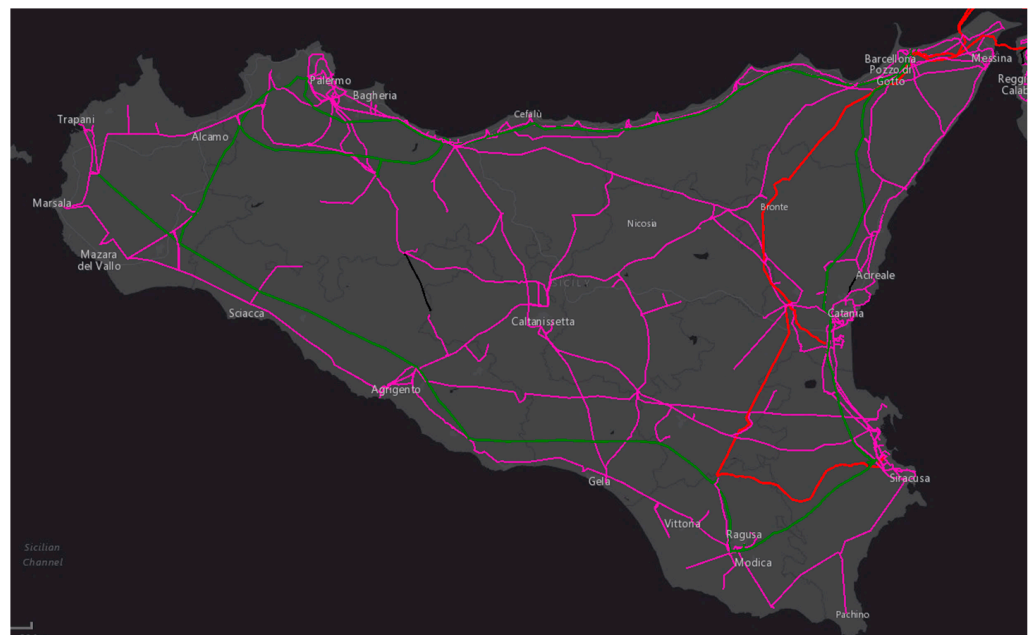 Barcellona
Pozzo di
Gotto
Messina
Reggi
Calab
Palermo
Bagheria
Cefalù
Trapani
Alcamo
Marsala
Bronte
Nicosia
Mazara
del Vallo
Acireale
SICILY
Sciacca
Caltanissetta
Catania
Agrigento
Gela
Siracusa
Vittoria
Ragusa
Sicilian
Channel
Modica
Pachino